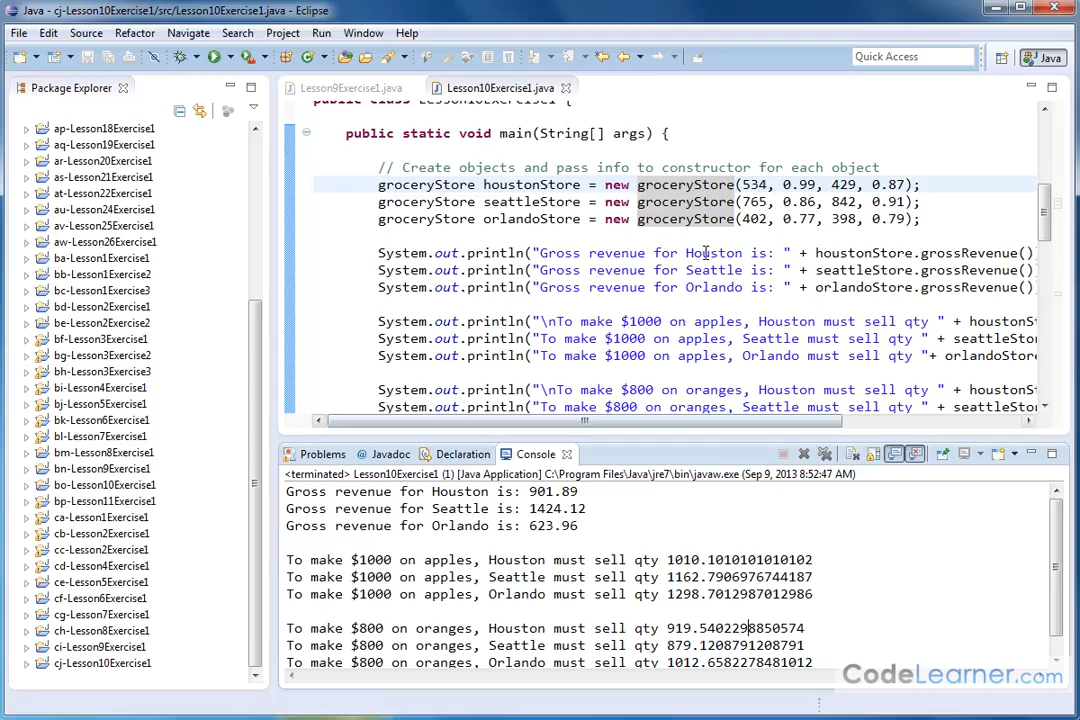 Java - cj-Lesson10Exercise1/src/Lesson10Exercise1.java - Eclipse
File Edit Source Refactor Navigate Search Project Run Window Help
Quick Access
Java
Package Explorer
ap-Lesson18Exercise1
aq-Lesson19Exercise1
ar-Lesson20Exercise1
as-Lesson21Exercise1
at-Lesson22Exercise1
au-Lesson24Exercise1
av-Lesson25Exercise1
aw-Lesson26Exercise1
ba-Lesson1Exercise1
bb-Lesson1Exercise2
bc-Lesson1Exercise3
bd-Lesson2Exercise1
be-Lesson2Exercise2
bf-Lesson3Exercise1
bg-Lesson3Exercise2
bh-Lesson3Exercise3
bi-Lesson4Exercise1
bj-Lesson5Exercise1
bk-Lesson6Exercise1
bl-Lesson7Exercise1
bm-Lesson8Exercise1
bn-Lesson9Exercise1
bo-Lesson10Exercise1
bp-Lesson11Exercise1
ca-Lesson1Exercise1
cb-Lesson2Exercise1
cc-Lesson2Exercise1
cd-Lesson4Exercise1
ce-Lesson5Exercise1
cf-Lesson6Exercise1
cg-Lesson7Exercise1
ch-Lesson8Exercise1
ci-Lesson9Exercise1
cj-Lesson10Exercise1
Lesson9Exercise1.java Lesson10Exercise1.java
public class Lesson10Exercise1 {
public static void main(String[] args) {
// Create objects and pass info to constructor for each object
groceryStore houstonStore = new groceryStore(534, 0.99, 429, 0.87);
groceryStore seattleStore = new groceryStore(765, 0.86, 842, 0.91);
groceryStore orlandoStore = new groceryStore(402, 0.77, 398, 0.79);
System.out.println("Gross revenue for Houston is: " + houstonStore.grossRevenue()
System.out.println("Gross revenue for Seattle is: " + seattleStore.grossRevenue()
System.out.println("Gross revenue for Orlando is: " + orlandoStore.grossRevenue()
System.out.println("\nTo make $1000 on apples, Houston must sell qty " + houstonSt
System.out.println("To make $1000 on apples, Seattle must sell qty " + seattleStor
System.out.println("To make $1000 on apples, Orlando must sell qty "+ orlandoStore
System.out.println("\nTo make $800 on oranges, Houston must sell qty " + houstonSt
System.out.println("To make $800 on oranges, Seattle must sell qty " + seattleStor
Problems Javadoc Declaration Console
<terminated> Lesson10Exercise1 (1) [Java Application] C:\Program Files\Java\jre7\bin\javaw.exe (Sep 9, 2013 8:52:47 AM)
Gross revenue for Houston is: 901.89
Gross revenue for Seattle is: 1424.12
Gross revenue for Orlando is: 623.96
To make $1000 on apples, Houston must sell qty 1010.1010101010102
To make $1000 on apples, Seattle must sell qty 1162.7906976744187
To make $1000 on apples, Orlando must sell qty 1298.7012987012986
To make $800 on oranges, Houston must sell qty 919.5402298850574
To make $800 on oranges, Seattle must sell qty 879.1208791208791
To make $800 on oranges, Orlando must sell qty 1012.6582278481012
CodeLearner.com